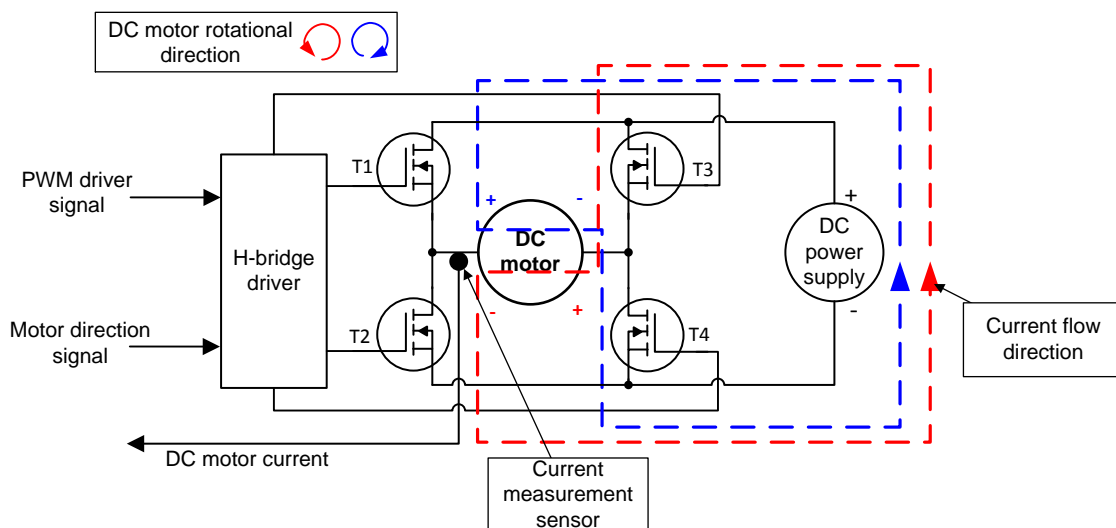 DC motor rotational
direction
PWM driver
signal
Motor direction
signal
H-bridge
driver
T1
T2
T3
T4
+
-
DC
motor
-
+
+
DC
power
supply
-
Current flow
direction
DC motor current
Current
measurement
sensor